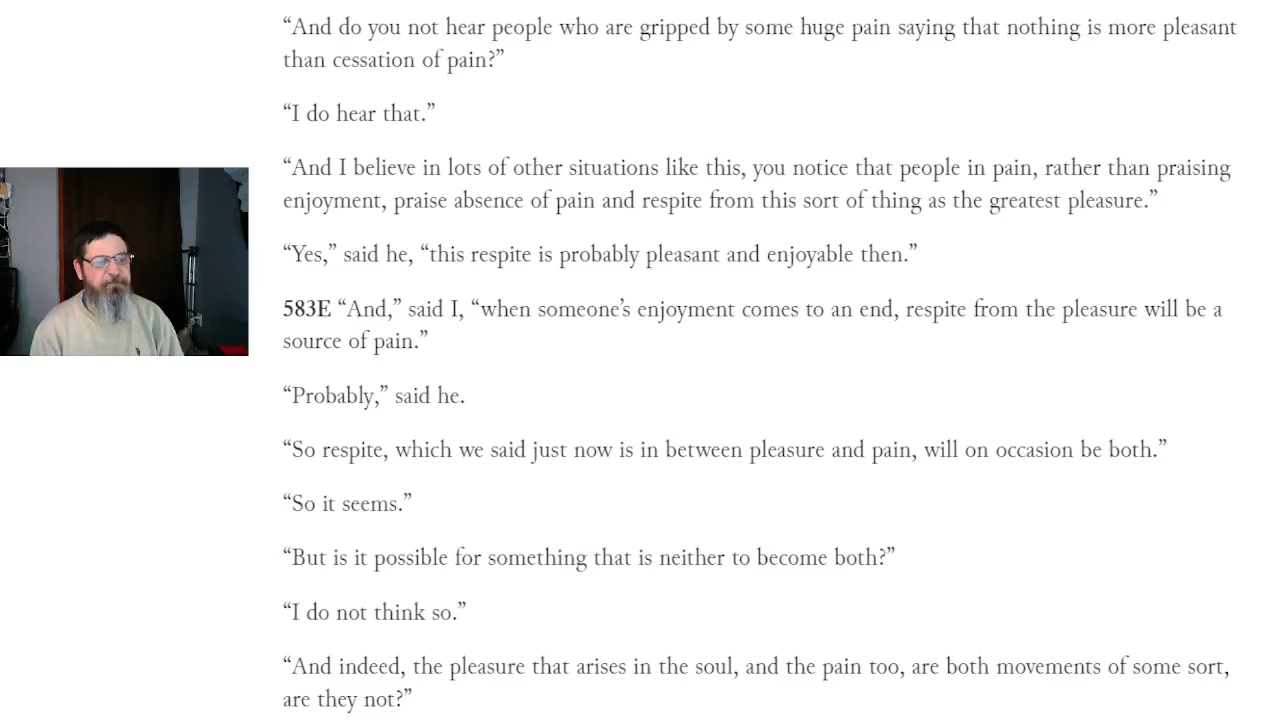 “And do you not hear people who are gripped by some huge pain saying that nothing is more pleasant
than cessation of pain?”
“I do hear that.”
“And I believe in lots of other situations like this, you notice that people in pain, rather than praising
enjoyment, praise absence of pain and respite from this sort of thing as the greatest pleasure.”
“Yes,” said he, “this respite is probably pleasant and enjoyable then.”
583E “And,” said I, “when someone’s enjoyment comes to an end, respite from the pleasure will be a
source of pain.”
“Probably,” said he.
“So respite, which we said just now is in between pleasure and pain, will on occasion be both.”
“So it seems.”
“But is it possible for something that is neither to become both?”
“I do not think so.”
“And indeed, the pleasure that arises in the soul, and the pain too, are both movements of some sort,
are they not?”